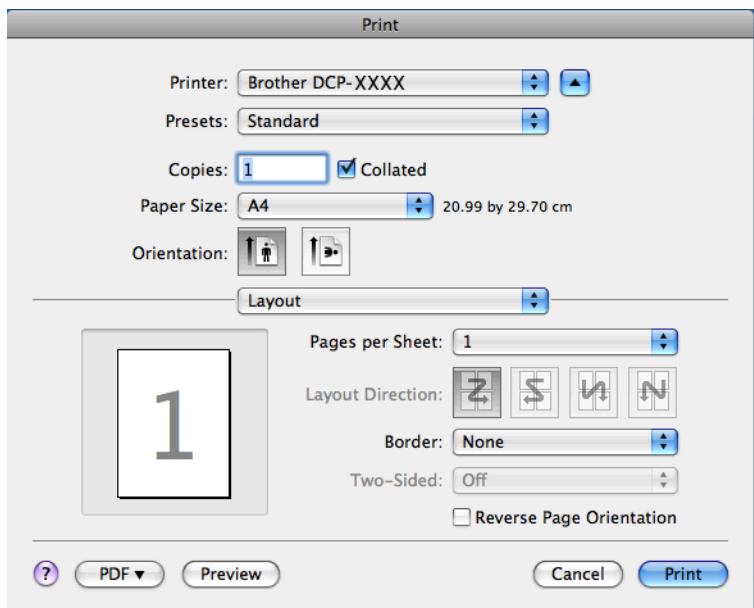 Print
Printer: Brother DCP-XXXX
Presets: Standard
Copies: 1 Collated
Paper Size: A4 20.99 by 29.70 cm
Orientation:
Layout
Pages per Sheet: 1
Layout Direction:
Border: None
Two-Sided: Off
Reverse Page Orientation
1
? PDF ▼ Preview Cancel Print